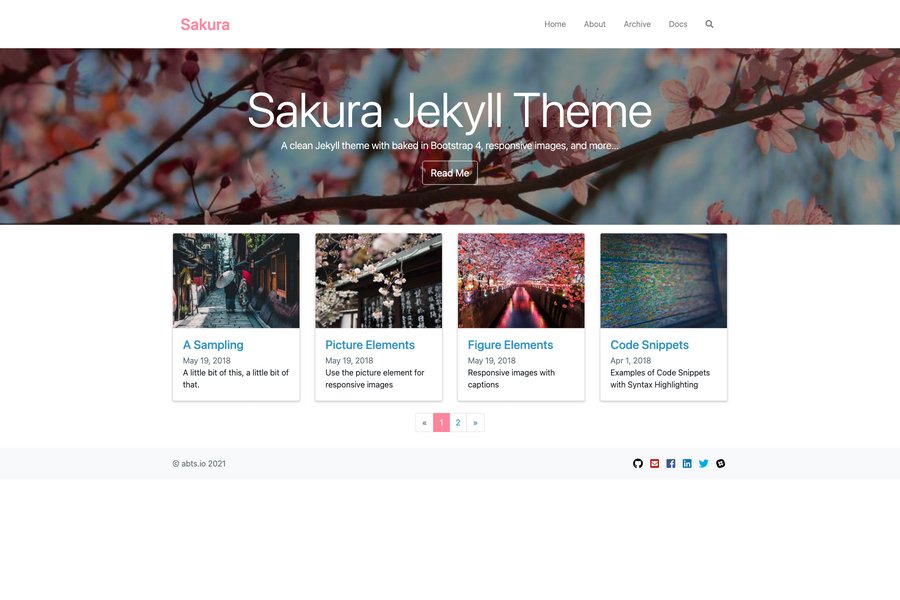 Sakura
Home About Archive Docs
Sakura Jekyll Theme
A clean Jekyll theme with baked in Bootstrap 4, responsive images, and more...
Read Me
A Sampling
May 19, 2018
A little bit of this, a little bit of
that.
Picture Elements
May 19, 2018
Use the picture element for
responsive images
Figure Elements
May 19, 2018
Responsive images with
captions
Code Snippets
Apr 1, 2018
Examples of Code Snippets
with Syntax Highlighting
« 1 2 »
© abts.io 2021